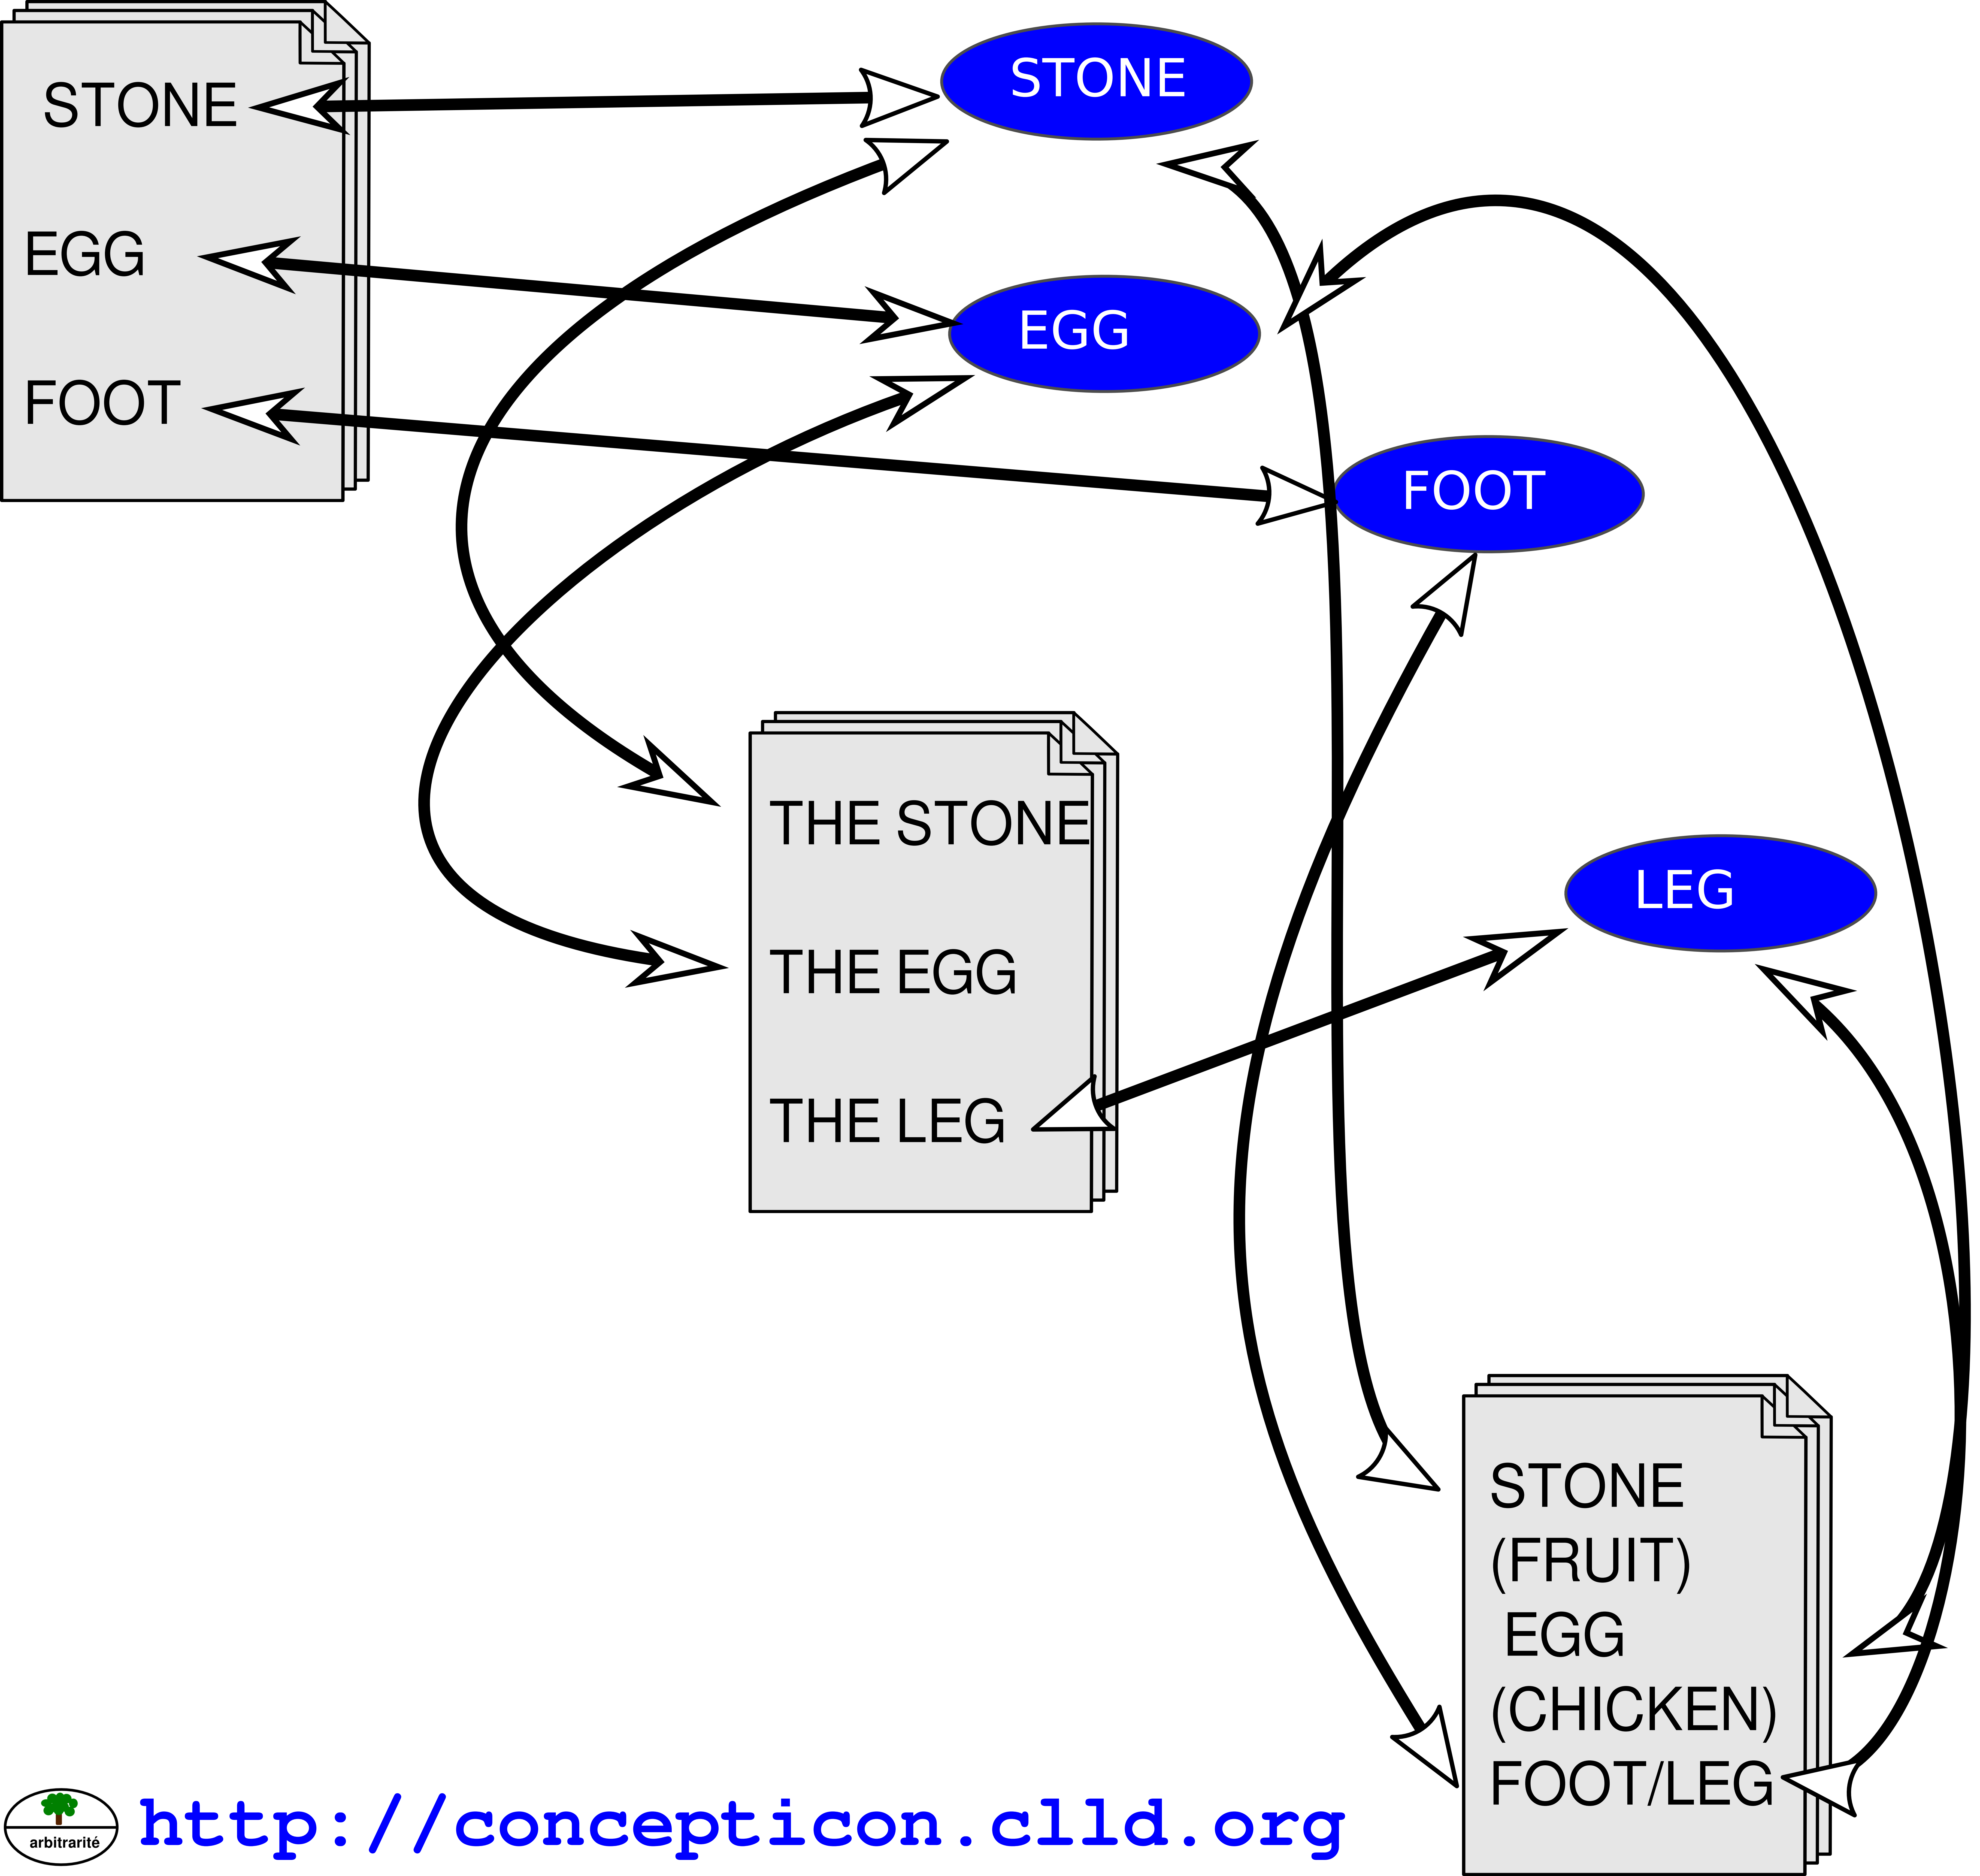 STONE
EGG
FOOT
STONE
EGG
FOOT
LEG
THE STONE
THE EGG
THE LEG
STONE
(FRUIT)
EGG
(CHICKEN)
FOOT/LEG
arbitrarité
http://concepticon.clld.org